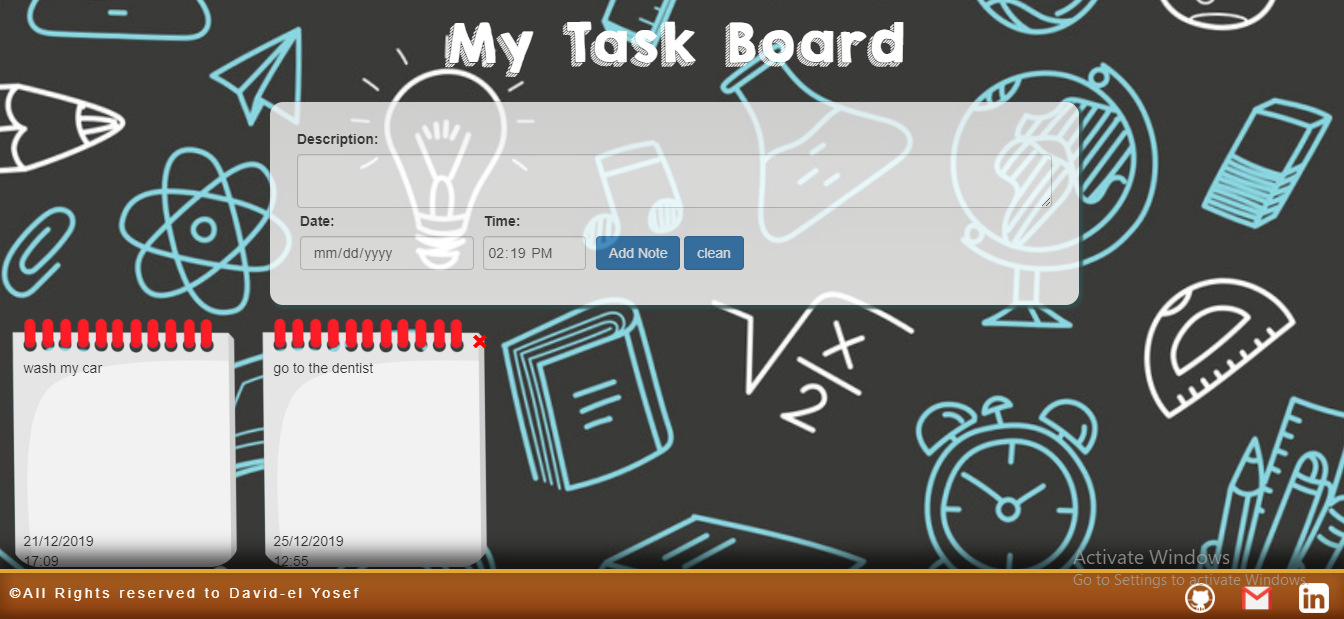 My Task Board
Description:
Date:
Time:
mm/dd/yyyy
02:19 PM
Add Note
clean
wash my car
21/12/2019
17:09
go to the dentist
25/12/2019
12:55
x
2
Activate Windows
Go to Settings to activate Windows.
©All Rights reserved to David-el Yosef
in